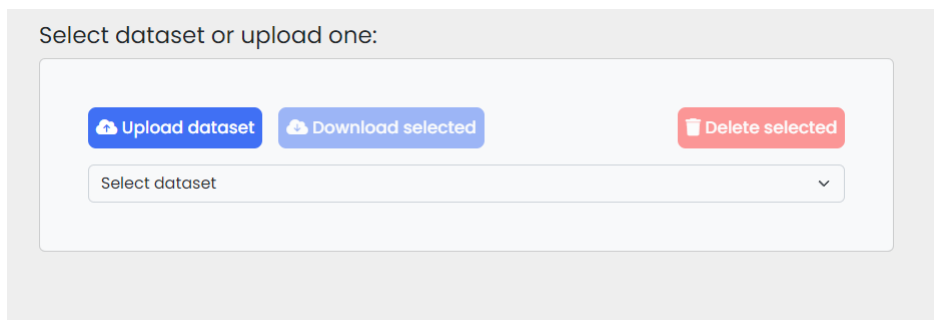 Select dataset or upload one:
Upload dataset Download selected Delete selected
Select dataset